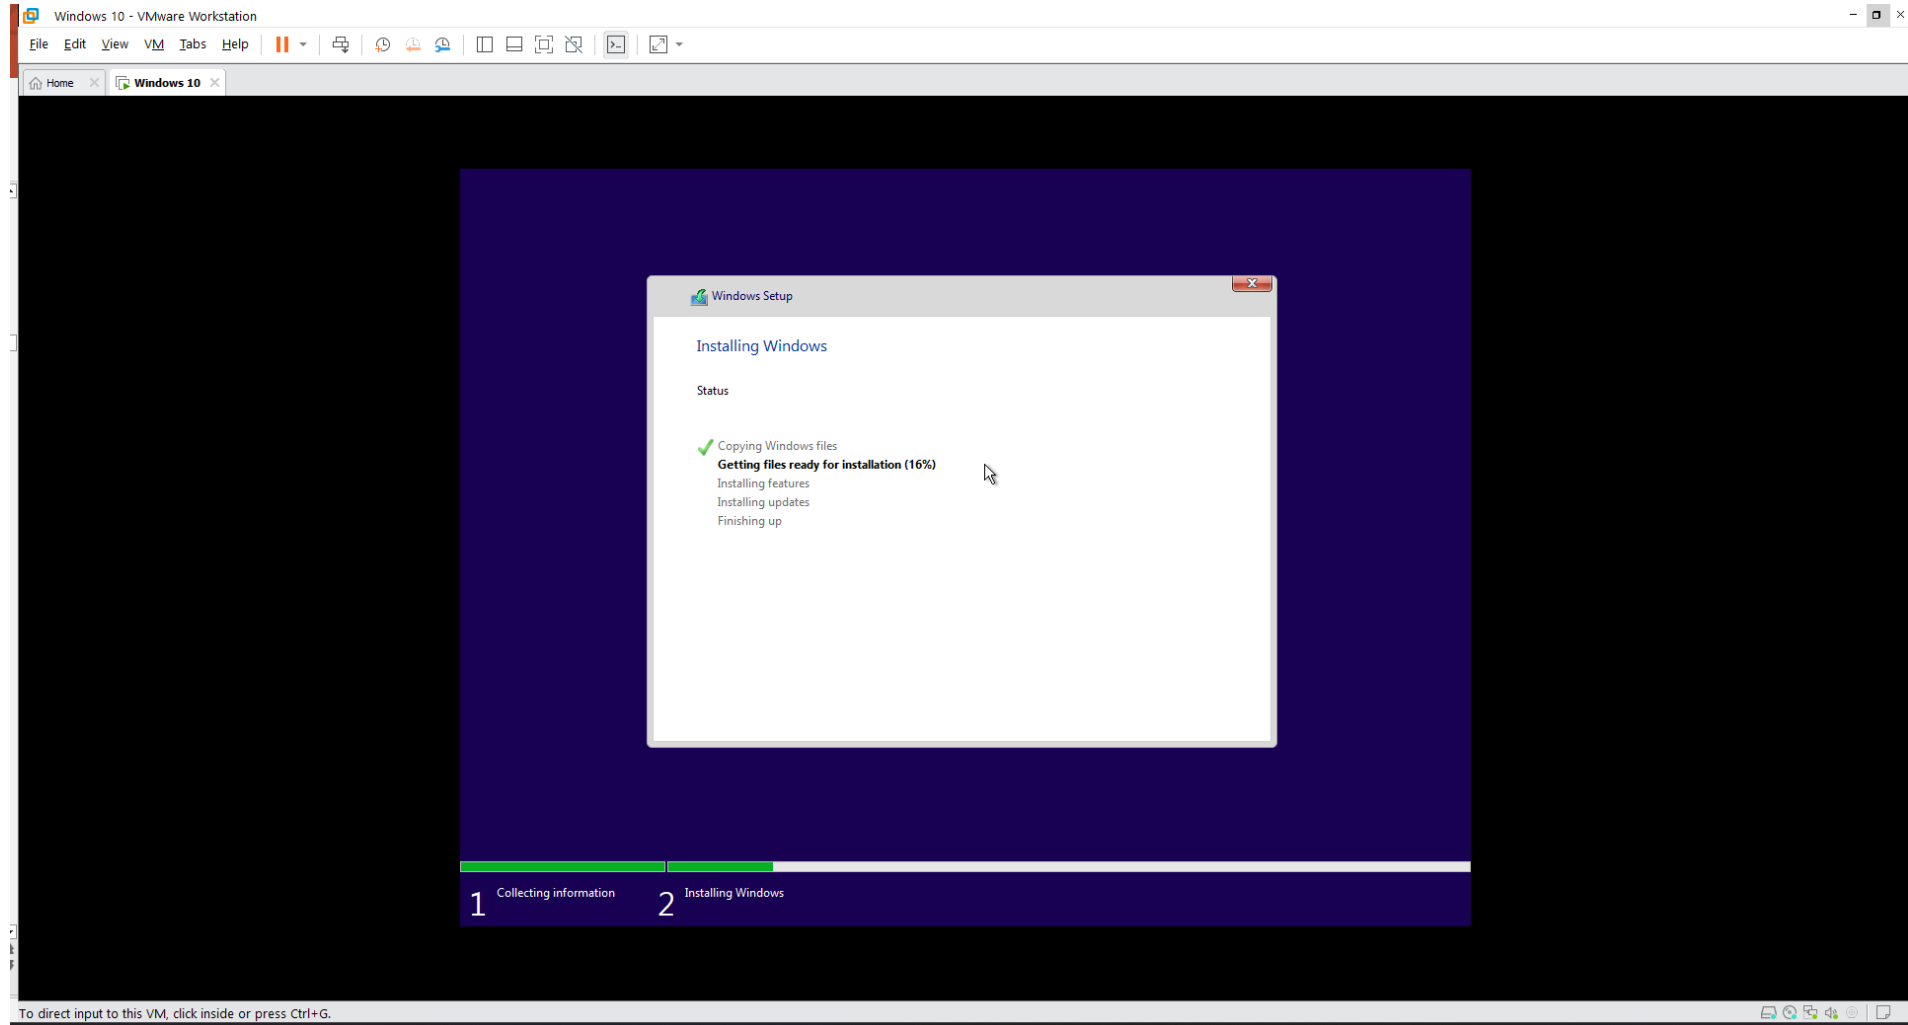 Windows 10 - VMware Workstation
File Edit View VM Tabs Help
Home Windows 10
Windows Setup
Installing Windows
Status
Copying Windows files
Getting files ready for installation (16%)
Installing features
Installing updates
Finishing up
1 Collecting information 2 Installing Windows
To direct input to this VM, click inside or press Ctrl+G.